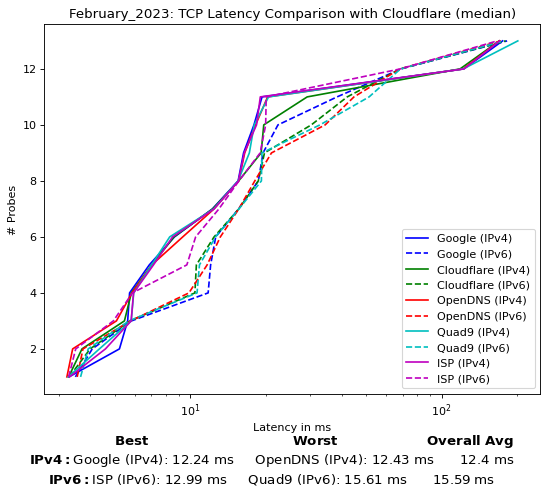 February_2023: TCP Latency Comparison with Cloudflare (median)
12
10
8
6
4
2
# Probes
Google (IPv4)
Google (IPv6)
Cloudflare (IPv4)
Cloudflare (IPv6)
OpenDNS (IPv4)
OpenDNS (IPv6)
Quad9 (IPv4)
Quad9 (IPv6)
ISP (IPv4)
ISP (IPv6)
10¹ 10²
Latency in ms
Best Worst Overall Avg
IPv4: Google (IPv4): 12.24 ms OpenDNS (IPv4): 12.43 ms 12.4 ms
IPv6: ISP (IPv6): 12.99 ms Quad9 (IPv6): 15.61 ms 15.59 ms